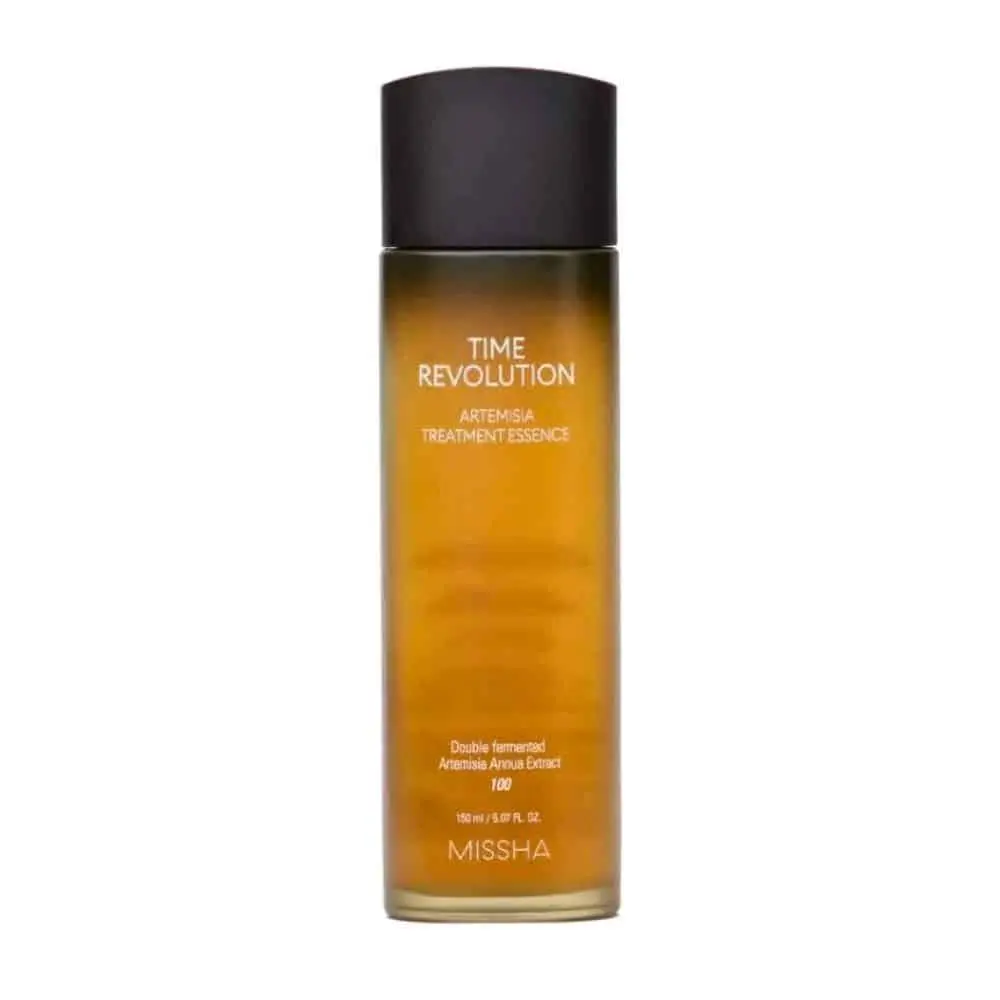 TIME
REVOLUTION
ARTEMISIA
TREATMENT ESSENCE
Double fermented
Artemisia Annua Extract
100
150 ml / 5.07 FL. OZ.
MISSHA